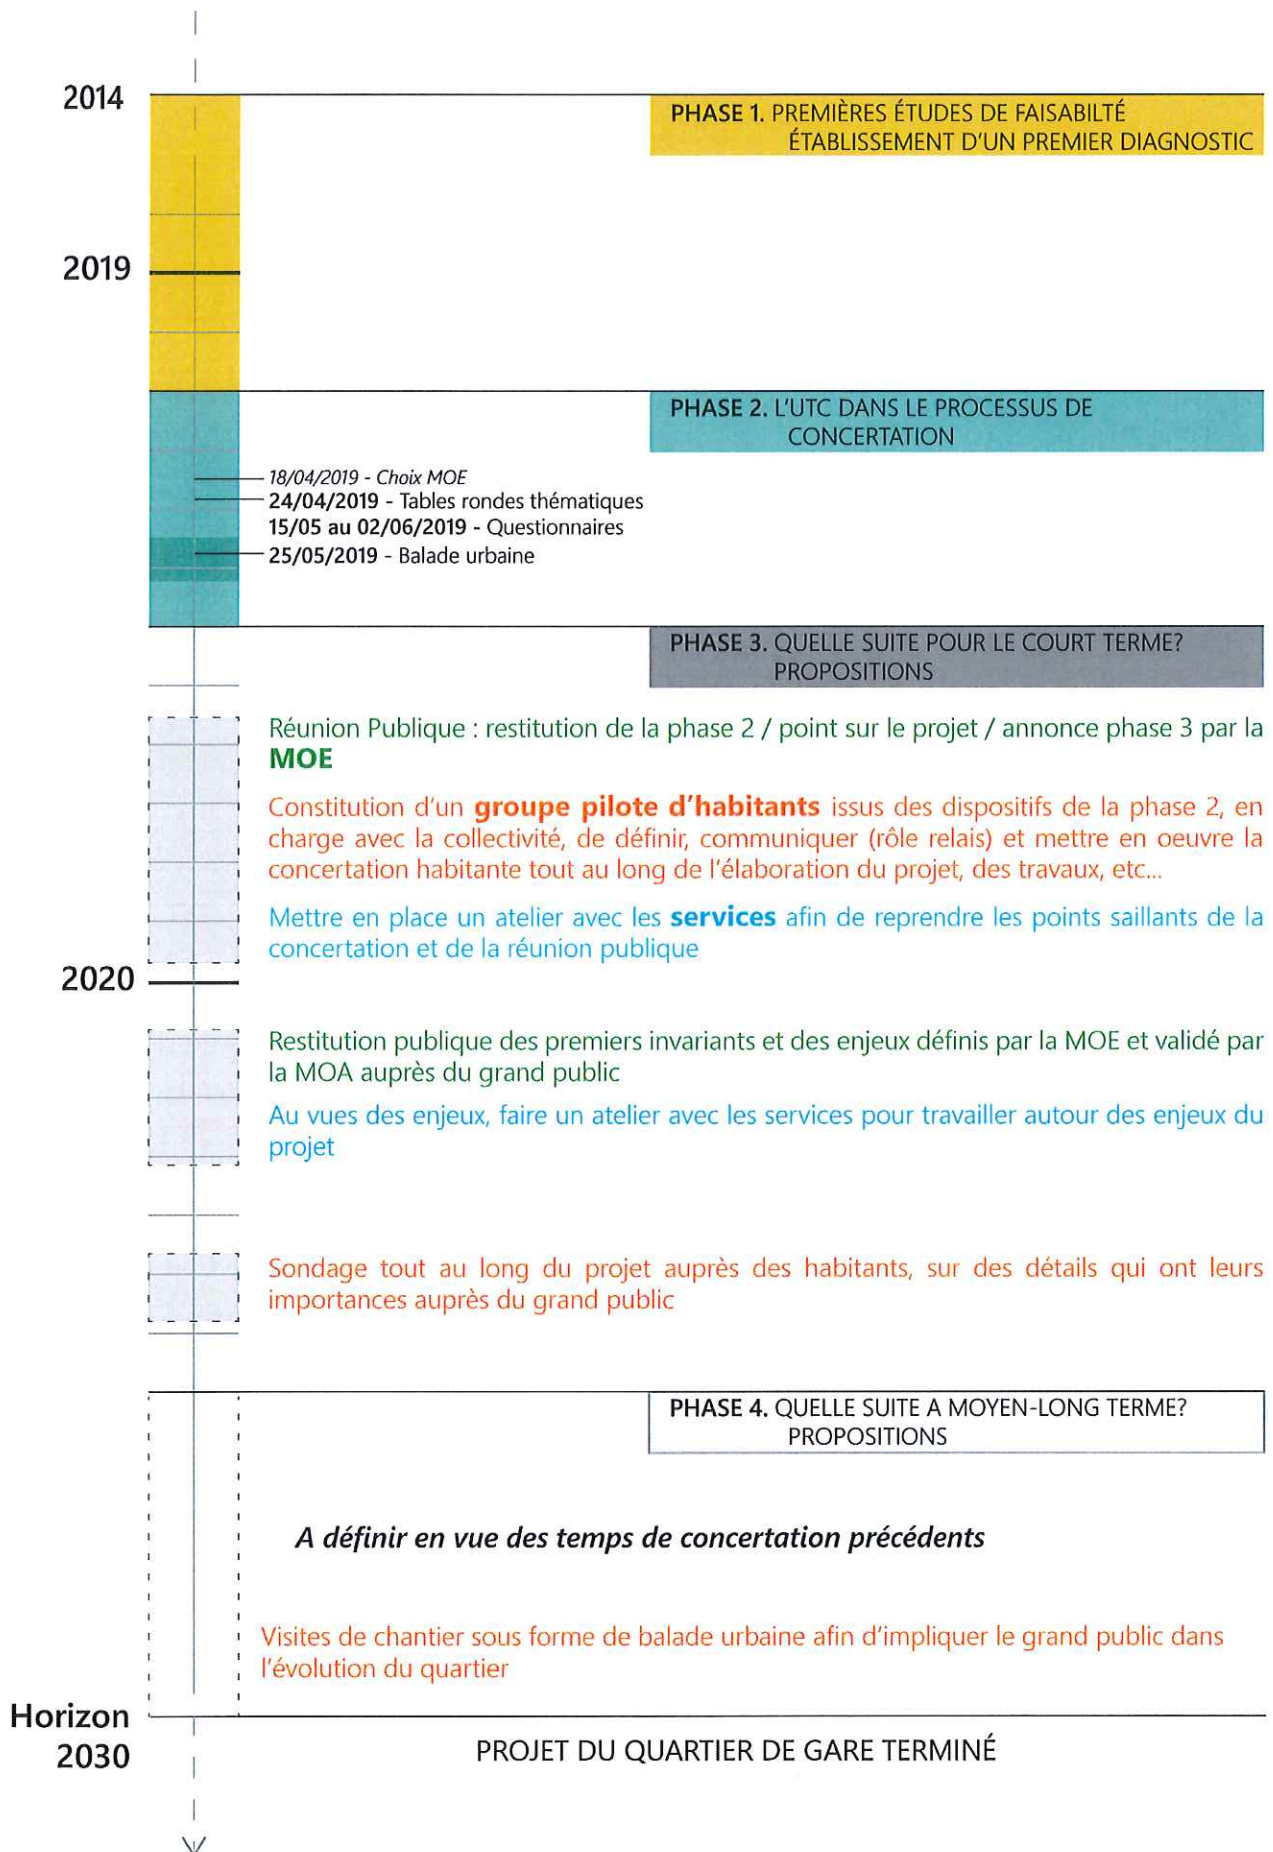 2014
PHASE 1. PREMIÈRES ÉTUDES DE FAISABILTÉ
ÉTABLISSEMENT D'UN PREMIER DIAGNOSTIC
2019
PHASE 2. L'UTC DANS LE PROCESSUS DE
CONCERTATION
18/04/2019 - Choix MOE
24/04/2019 - Tables rondes thématiques
15/05 au 02/06/2019 - Questionnaires
25/05/2019 - Balade urbaine
PHASE 3. QUELLE SUITE POUR LE COURT TERME?
PROPOSITIONS
Réunion Publique : restitution de la phase 2 / point sur le projet / annonce phase 3 par la
MOE
Constitution d'un groupe pilote d'habitants issus des dispositifs de la phase 2, en
charge avec la collectivité, de définir, communiquer (rôle relais) et mettre en oeuvre la
concertation habitante tout au long de l'élaboration du projet, des travaux, etc...
Mettre en place un atelier avec les services afin de reprendre les points saillants de la
concertation et de la réunion publique
2020
Restitution publique des premiers invariants et des enjeux définis par la MOE et validé par
la MOA auprès du grand public
Au vues des enjeux, faire un atelier avec les services pour travailler autour des enjeux du
projet
Sondage tout au long du projet auprès des habitants, sur des détails qui ont leurs
importances auprès du grand public
PHASE 4. QUELLE SUITE A MOYEN-LONG TERME?
PROPOSITIONS
A définir en vue des temps de concertation précédents
Visites de chantier sous forme de balade urbaine afin d'impliquer le grand public dans
l'évolution du quartier
Horizon
2030
PROJET DU QUARTIER DE GARE TERMINÉ